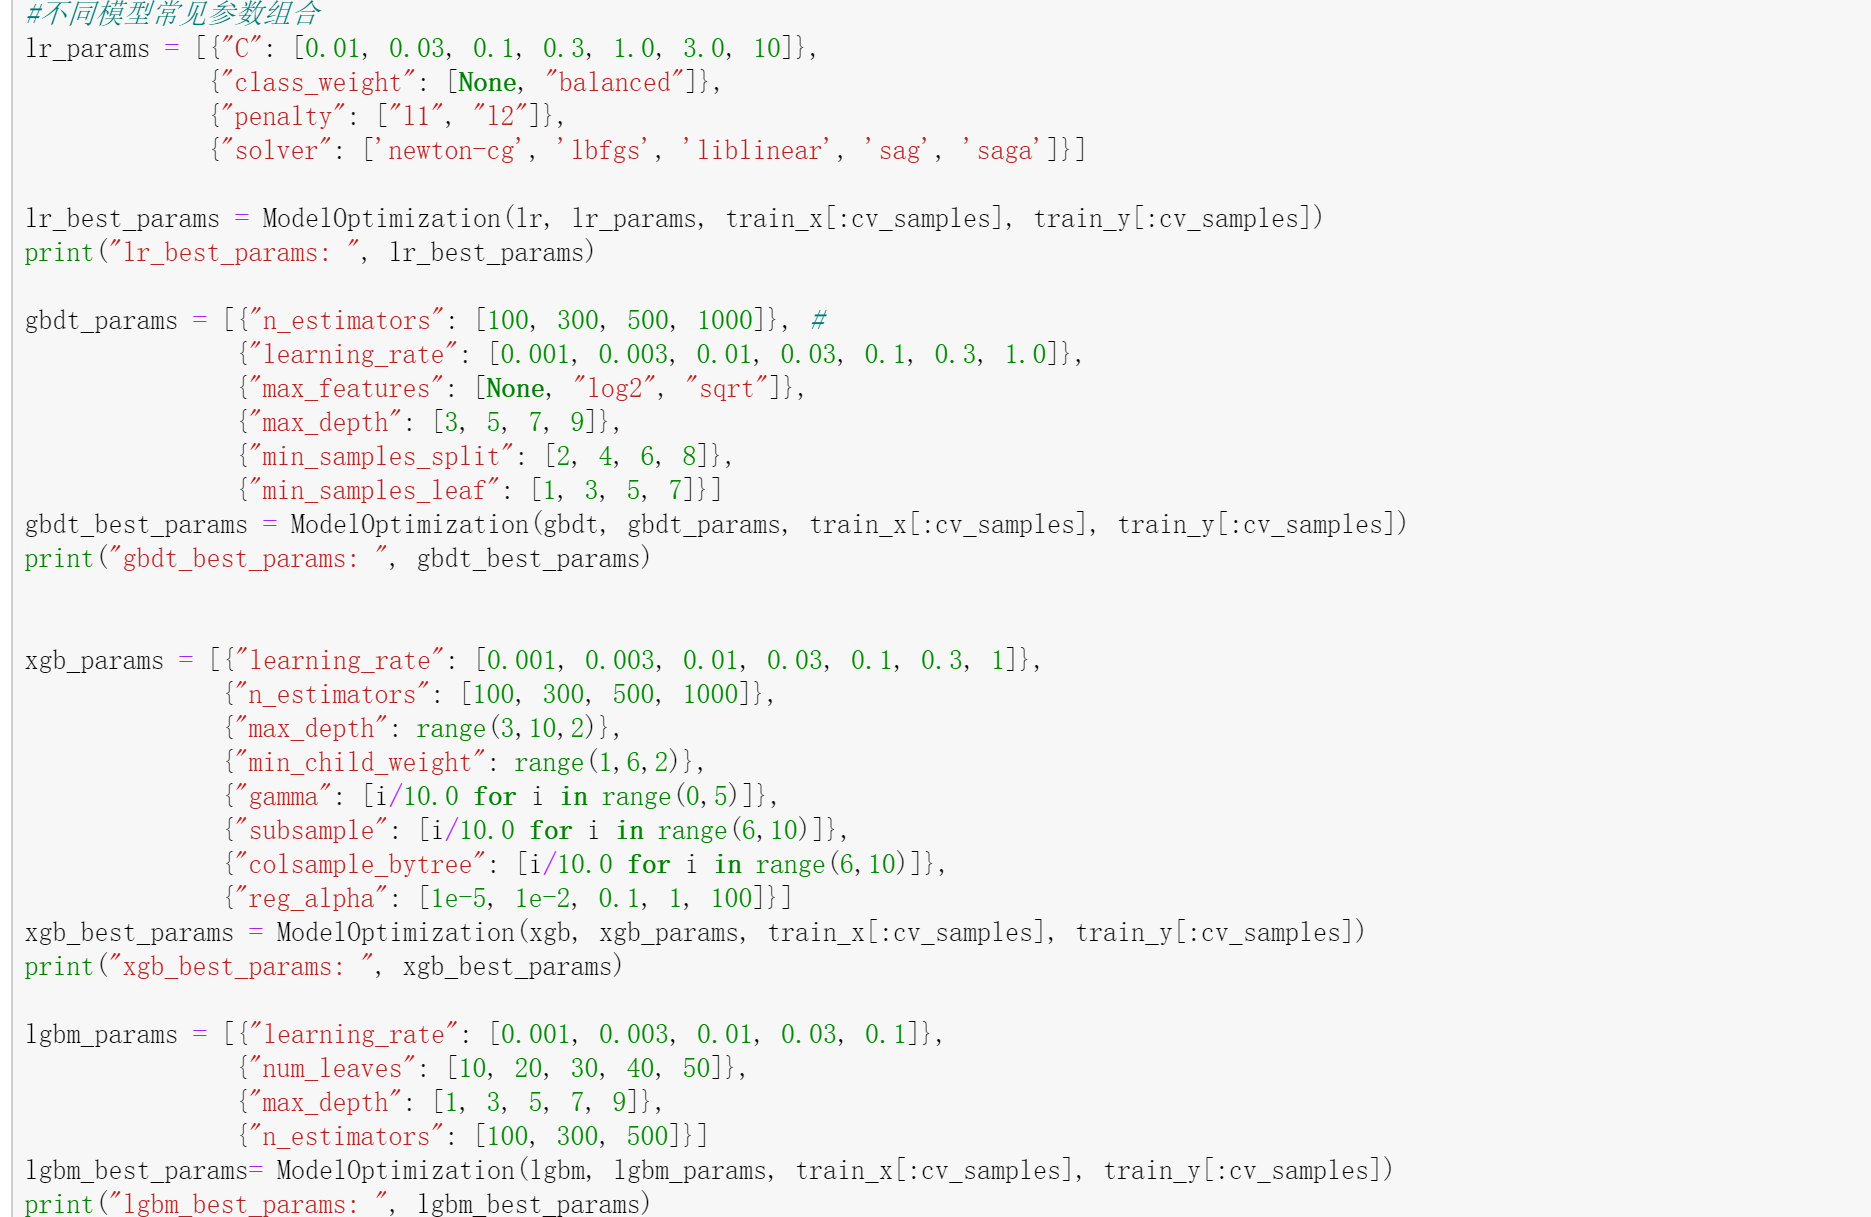 #不同模型常见参数组合
lr_params = [{"C": [0.01, 0.03, 0.1, 0.3, 1.0, 3.0, 10]},
             {"class_weight": [None, "balanced"]},
             {"penalty": ["l1", "l2"]},
             {"solver": ['newton-cg', 'lbfgs', 'liblinear', 'sag', 'saga']}]
lr_best_params = ModelOptimization(lr, lr_params, train_x[:cv_samples], train_y[:cv_samples])
print("lr_best_params: ", lr_best_params)
gbdt_params = [{"n_estimators": [100, 300, 500, 1000]}, #
               {"learning_rate": [0.001, 0.003, 0.01, 0.03, 0.1, 0.3, 1.0]},
               {"max_features": [None, "log2", "sqrt"]},
               {"max_depth": [3, 5, 7, 9]},
               {"min_samples_split": [2, 4, 6, 8]},
               {"min_samples_leaf": [1, 3, 5, 7]}]
gbdt_best_params = ModelOptimization(gbdt, gbdt_params, train_x[:cv_samples], train_y[:cv_samples])
print("gbdt_best_params: ", gbdt_best_params)
xgb_params = [{"learning_rate": [0.001, 0.003, 0.01, 0.03, 0.1, 0.3, 1]},
              {"n_estimators": [100, 300, 500, 1000]},
              {"max_depth": range(3,10,2)},
              {"min_child_weight": range(1,6,2)},
              {"gamma": [i/10.0 for i in range(0,5)]},
              {"subsample": [i/10.0 for i in range(6,10)]},
              {"colsample_bytree": [i/10.0 for i in range(6,10)]},
              {"reg_alpha": [1e-5, 1e-2, 0.1, 1, 100]}]
xgb_best_params = ModelOptimization(xgb, xgb_params, train_x[:cv_samples], train_y[:cv_samples])
print("xgb_best_params: ", xgb_best_params)
lgbm_params = [{"learning_rate": [0.001, 0.003, 0.01, 0.03, 0.1]},
               {"num_leaves": [10, 20, 30, 40, 50]},
               {"max_depth": [1, 3, 5, 7, 9]},
               {"n_estimators": [100, 300, 500]}]
lgbm_best_params= ModelOptimization(lgbm, lgbm_params, train_x[:cv_samples], train_y[:cv_samples])
print("lgbm_best_params: ", lgbm_best_params)